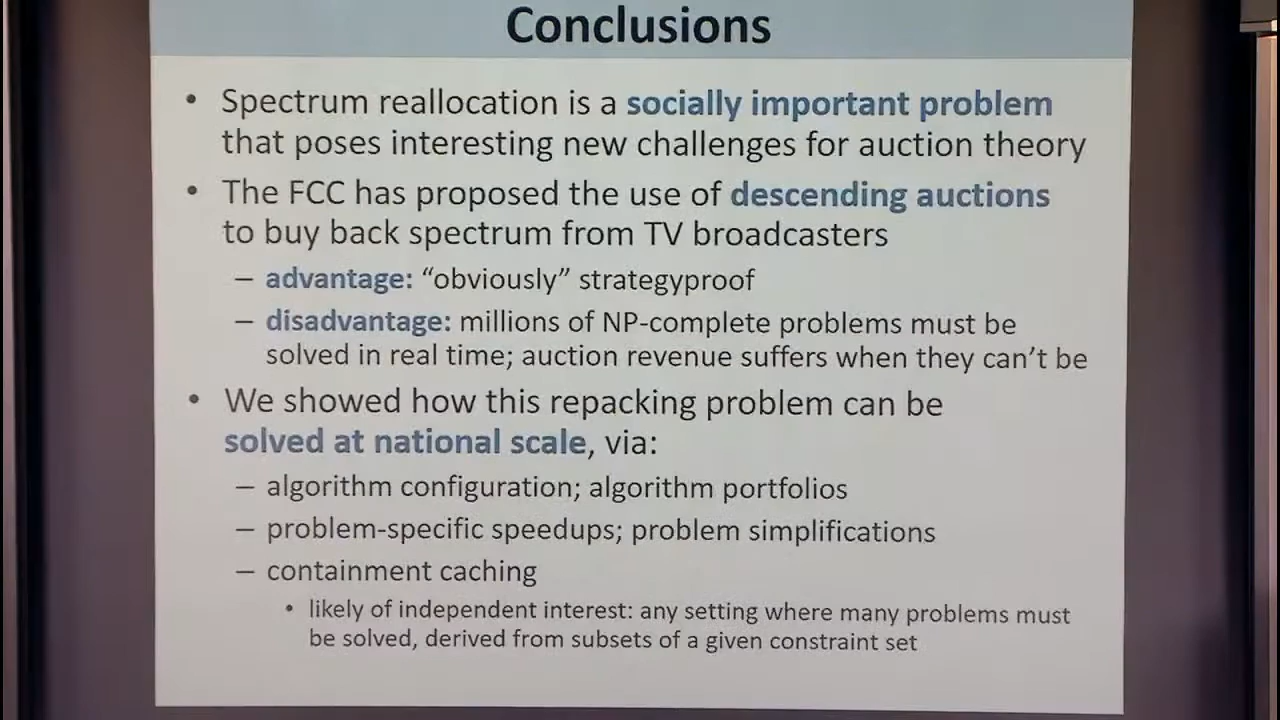 Conclusions
• Spectrum reallocation is a socially important problem
that poses interesting new challenges for auction theory
• The FCC has proposed the use of descending auctions
to buy back spectrum from TV broadcasters
– advantage: “obviously” strategyproof
– disadvantage: millions of NP-complete problems must be
solved in real time; auction revenue suffers when they can’t be
• We showed how this repacking problem can be
solved at national scale, via:
– algorithm configuration; algorithm portfolios
– problem-specific speedups; problem simplifications
– containment caching
• likely of independent interest: any setting where many problems must
be solved, derived from subsets of a given constraint set